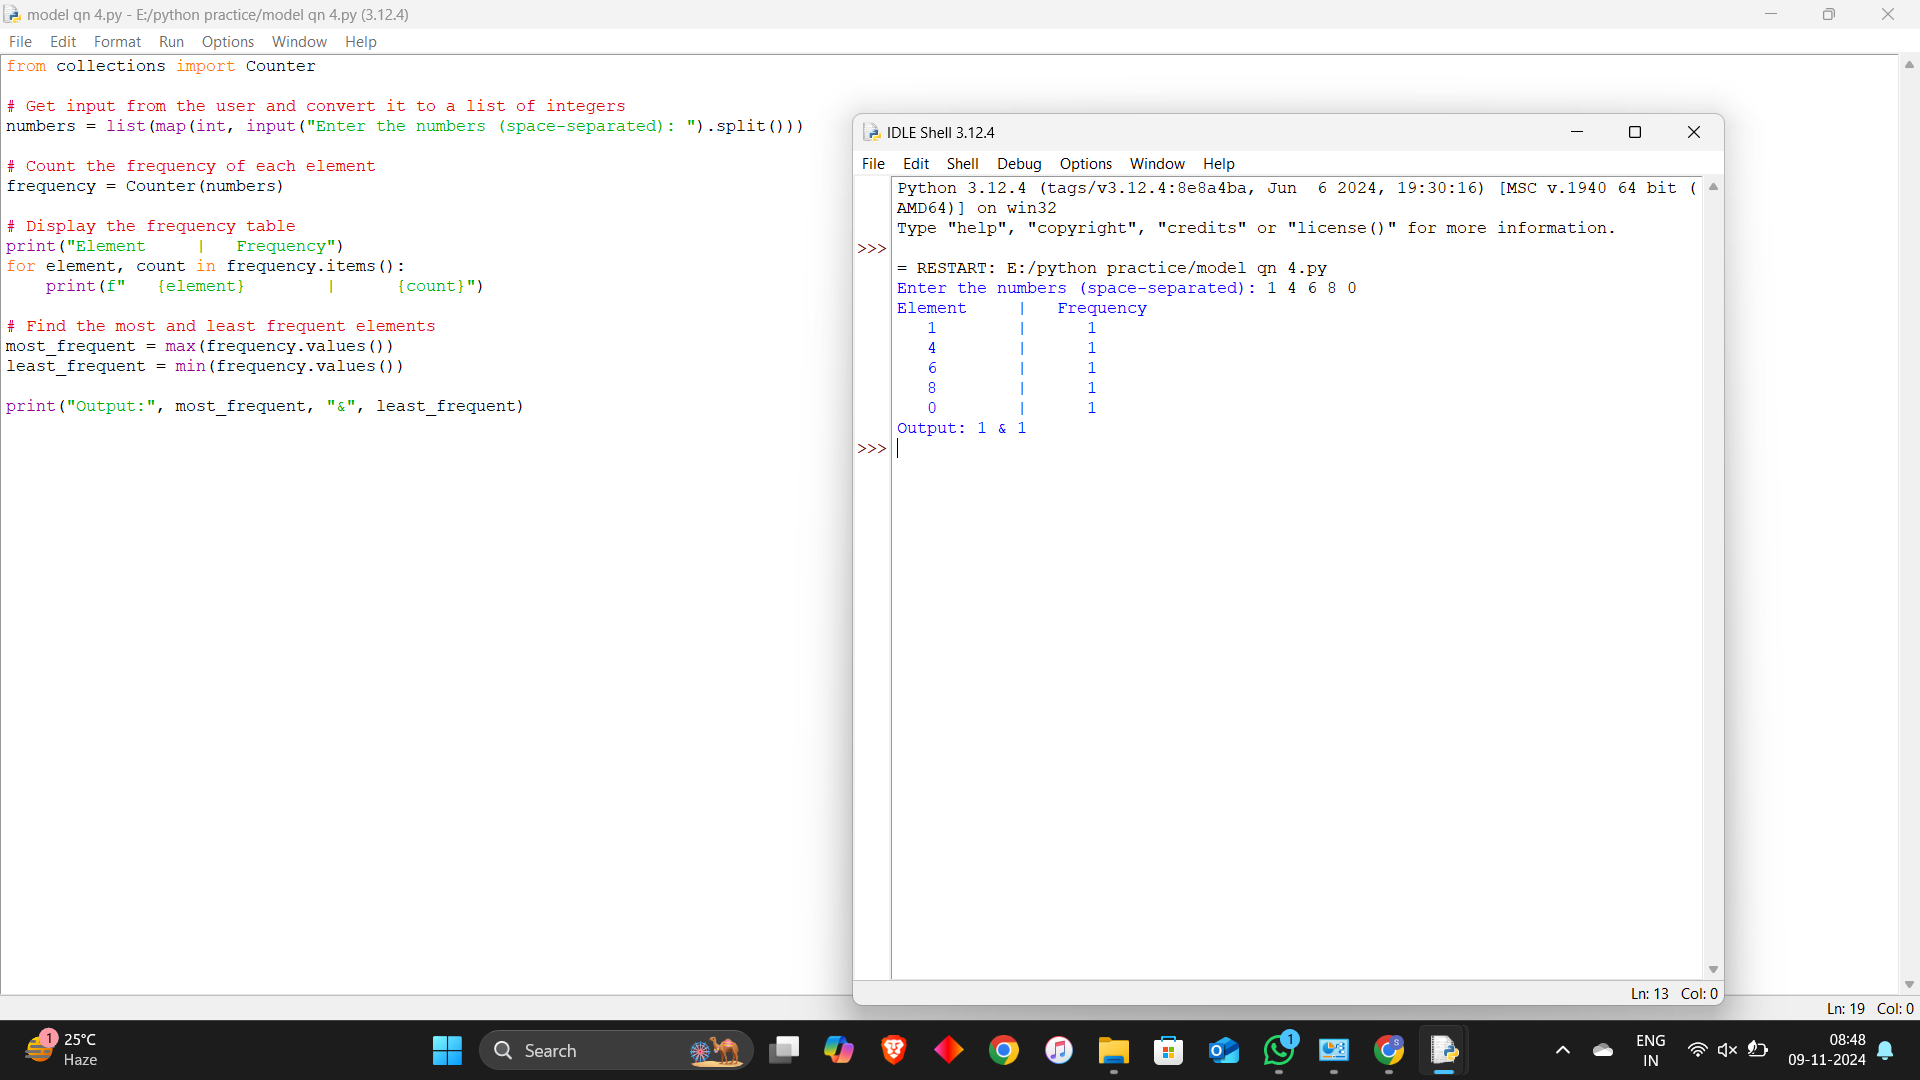 model qn 4.py - E:/python practice/model qn 4.py (3.12.4)
File Edit Format Run Options Window Help
from collections import Counter
# Get input from the user and convert it to a list of integers
numbers = list(map(int, input("Enter the numbers (space-separated): ").split()))
# Count the frequency of each element
frequency = Counter(numbers)
# Display the frequency table
print("Element     |   Frequency")
for element, count in frequency.items():
    print(f"   {element}        |      {count}")
# Find the most and least frequent elements
most_frequent = max(frequency.values())
least_frequent = min(frequency.values())
print("Output:", most_frequent, "&", least_frequent)
IDLE Shell 3.12.4
File Edit Shell Debug Options Window Help
Python 3.12.4 (tags/v3.12.4:8e8a4ba, Jun  6 2024, 19:30:16) [MSC v.1940 64 bit (
AMD64)] on win32
Type "help", "copyright", "credits" or "license()" for more information.
>>>
= RESTART: E:/python practice/model qn 4.py
Enter the numbers (space-separated): 1 4 6 8 0
Element     |   Frequency
   1        |      1
   4        |      1
   6        |      1
   8        |      1
   0        |      1
Output: 1 & 1
>>>
Ln: 13 Col: 0
Ln: 19 Col: 0
1
25°C
Haze
Search
1
S
ENG
IN
08:48
09-11-2024